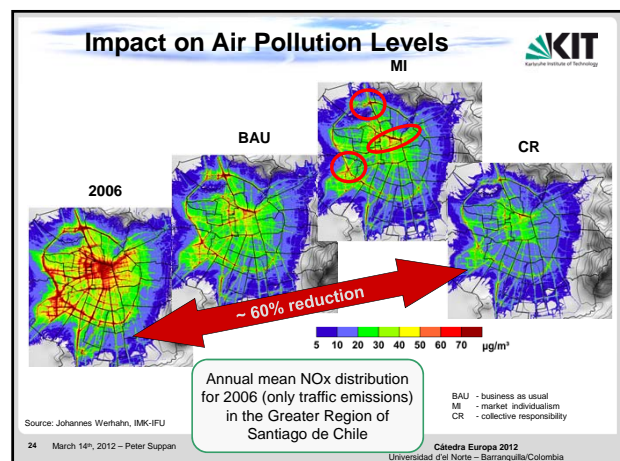 Impact on Air Pollution Levels
KIT
Karlsruhe Institute of Technology
MI
BAU
CR
2006
~ 60% reduction
5 10 20 30 40 50 60 70 µg/m³
Annual mean NOx distribution
for 2006 (only traffic emissions)
in the Greater Region of
Santiago de Chile
BAU - business as usual
MI - market individualism
CR - collective responsibility
Source: Johannes Werhahn, IMK-IFU
24 March 14th, 2012 – Peter Suppan
Cátedra Europa 2012
Universidad d'el Norte – Barranquilla/Colombia